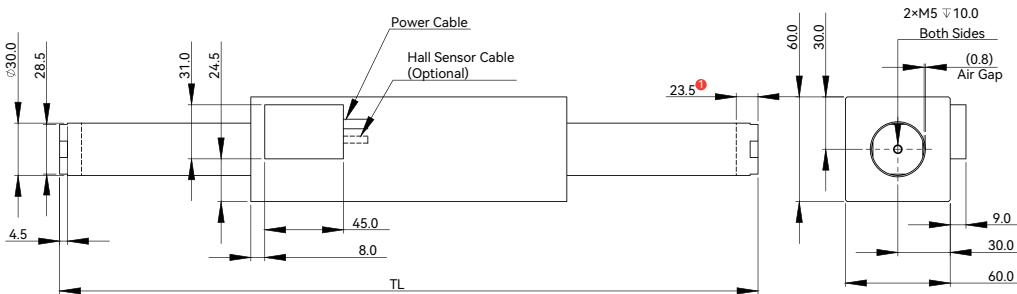 Power Cable
Hall Sensor Cable
(Optional)
∅30.0
28.5
31.0
24.5
23.5 1
4.5
45.0
8.0
TL
2×M5 ↧10.0
Both Sides
60.0
30.0
(0.8)
Air Gap
9.0
30.0
60.0